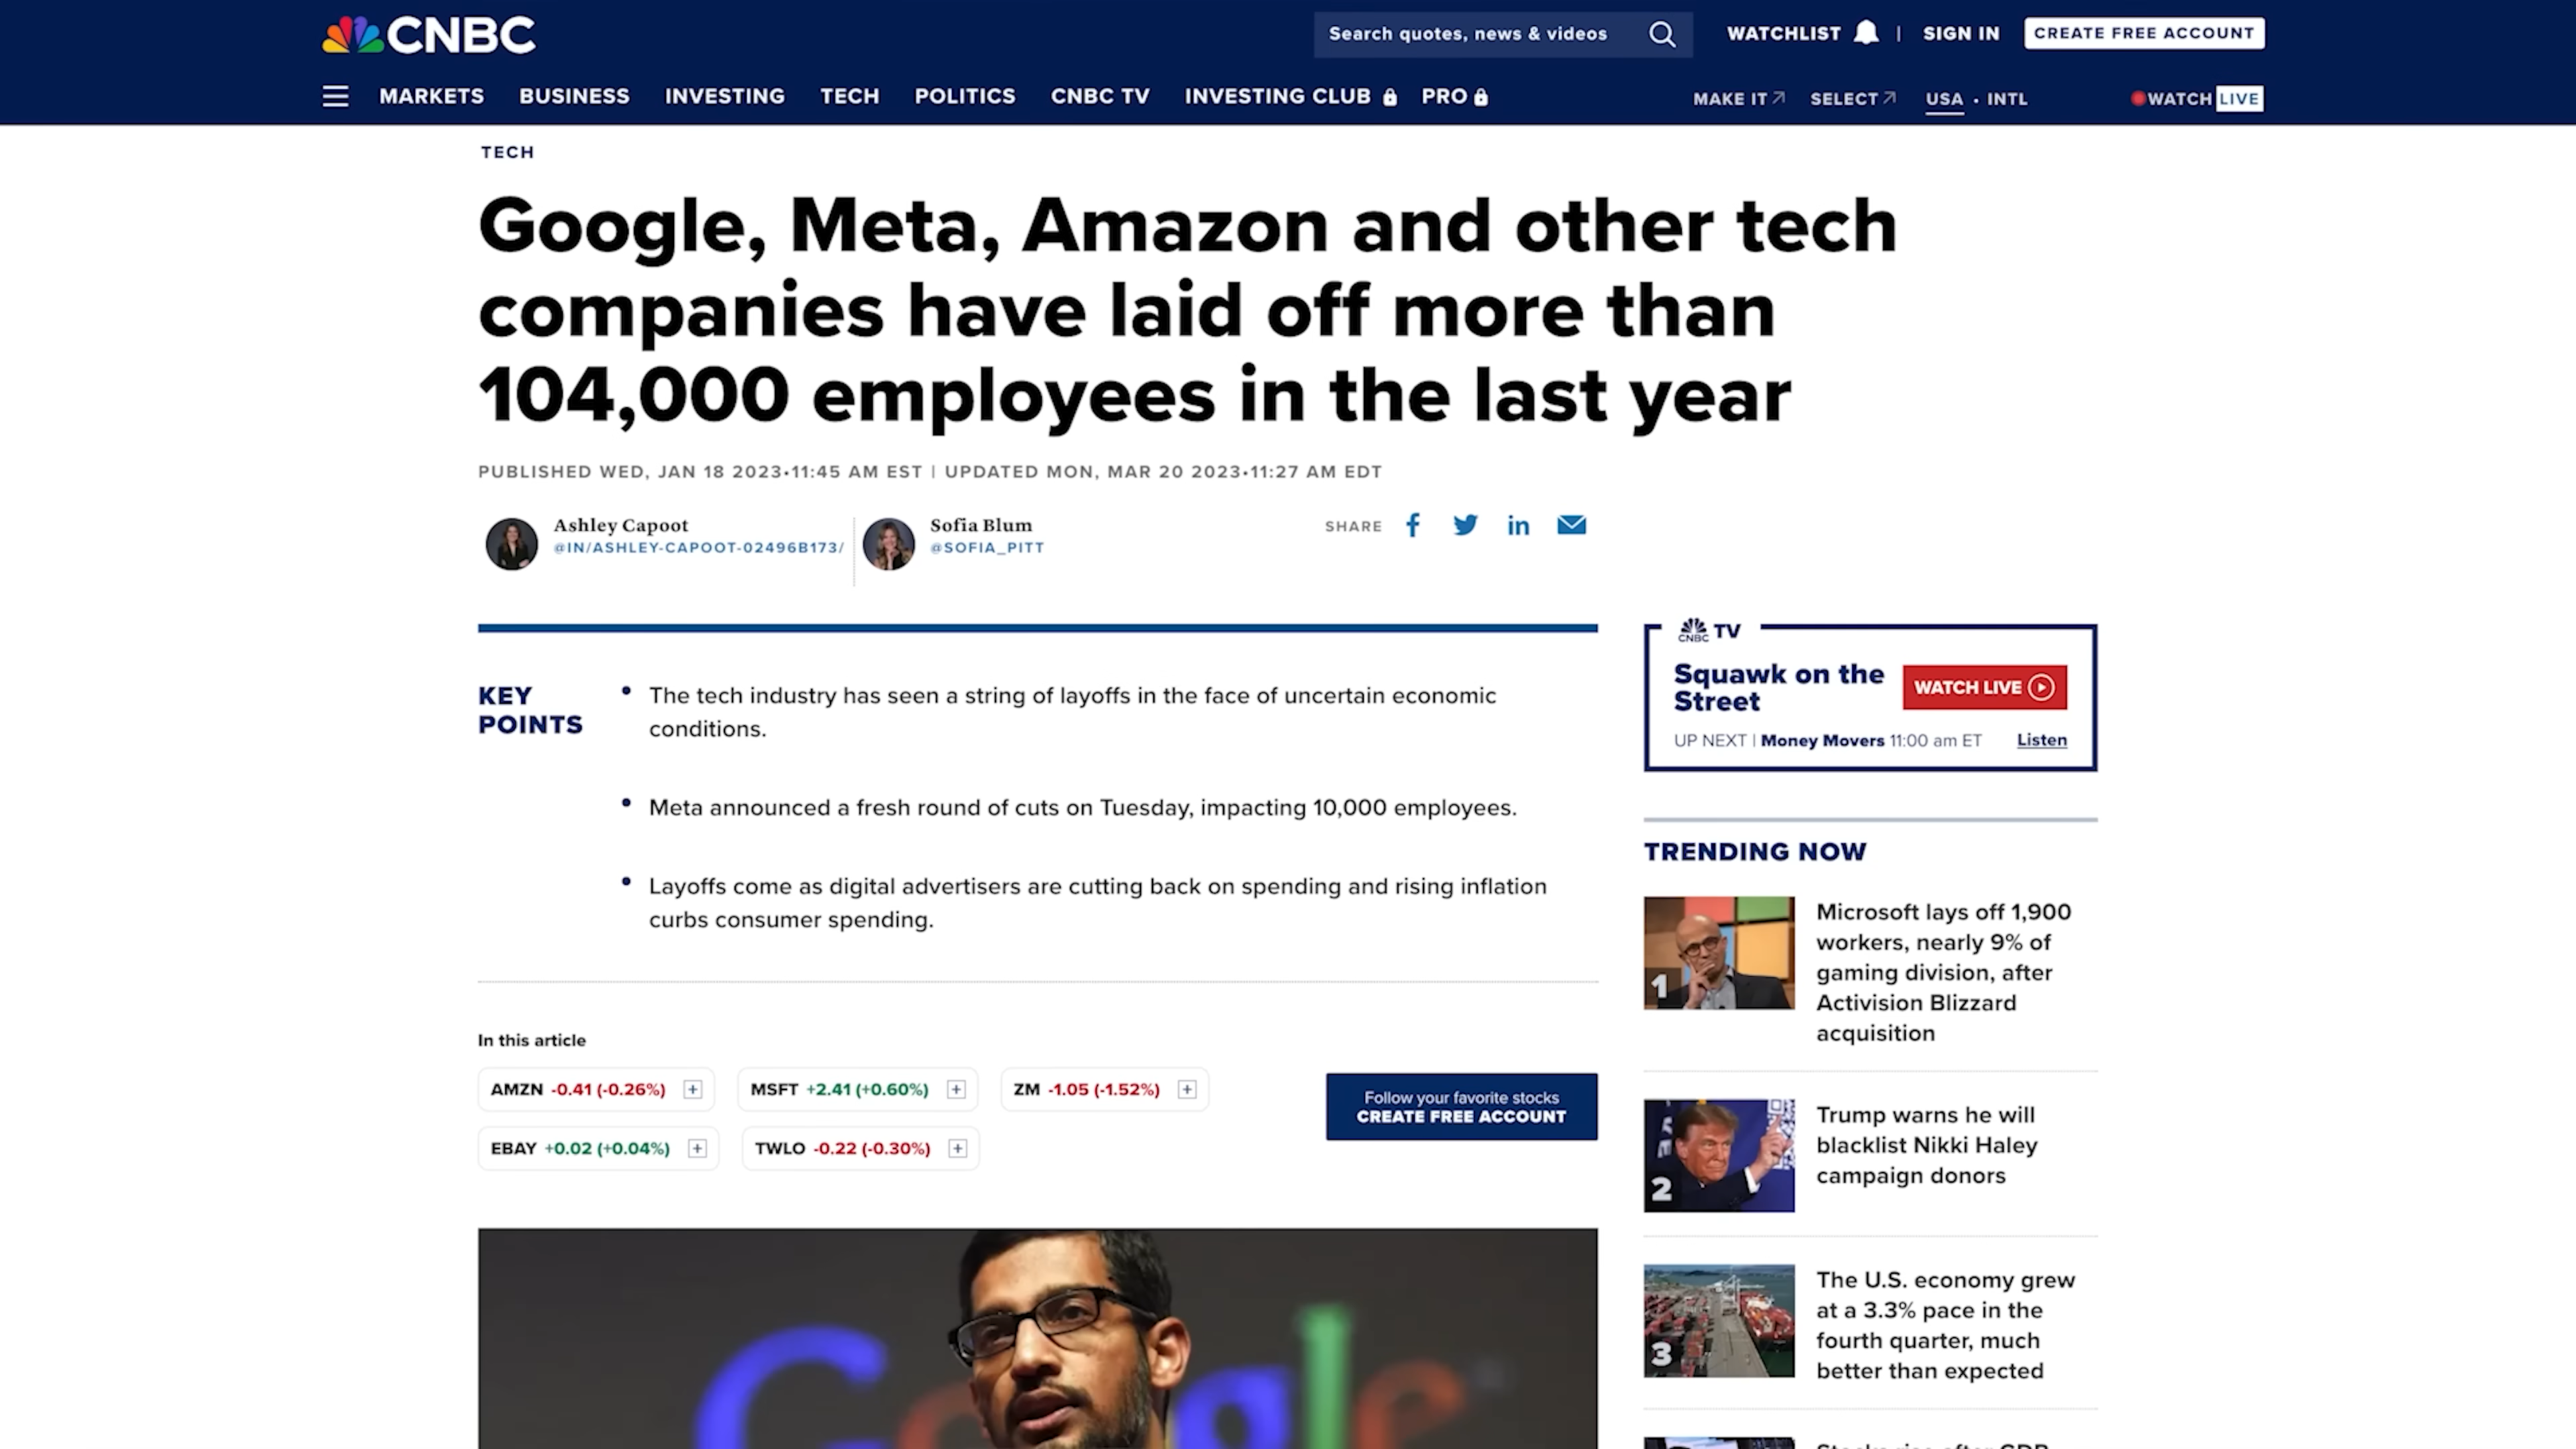 CNBC
Search quotes, news & videos
WATCHLIST
|
SIGN IN
CREATE FREE ACCOUNT
MARKETS
BUSINESS
INVESTING
TECH
POLITICS
CNBC TV
INVESTING CLUB
PRO
MAKE IT
SELECT
USA • INTL
WATCH LIVE
TECH
Google, Meta, Amazon and other tech
companies have laid off more than
104,000 employees in the last year
PUBLISHED WED, JAN 18 2023•11:45 AM EST | UPDATED MON, MAR 20 2023•11:27 AM EDT
Ashley Capoot
@IN/ASHLEY-CAPOOT-02496B173/
Sofia Blum
@SOFIA_PITT
SHARE
KEY
POINTS
• The tech industry has seen a string of layoffs in the face of uncertain economic
conditions.
• Meta announced a fresh round of cuts on Tuesday, impacting 10,000 employees.
• Layoffs come as digital advertisers are cutting back on spending and rising inflation
curbs consumer spending.
In this article
AMZN -0.41 (-0.26%) +
MSFT +2.41 (+0.60%) +
ZM -1.05 (-1.52%) +
EBAY +0.02 (+0.04%) +
TWLO -0.22 (-0.30%) +
Follow your favorite stocks
CREATE FREE ACCOUNT
Google
CNBC TV
Squawk on the
Street
WATCH LIVE
UP NEXT | Money Movers 11:00 am ET
Listen
TRENDING NOW
1
Microsoft lays off 1,900
workers, nearly 9% of
gaming division, after
Activision Blizzard
acquisition
2
Trump warns he will
blacklist Nikki Haley
campaign donors
3
The U.S. economy grew
at a 3.3% pace in the
fourth quarter, much
better than expected